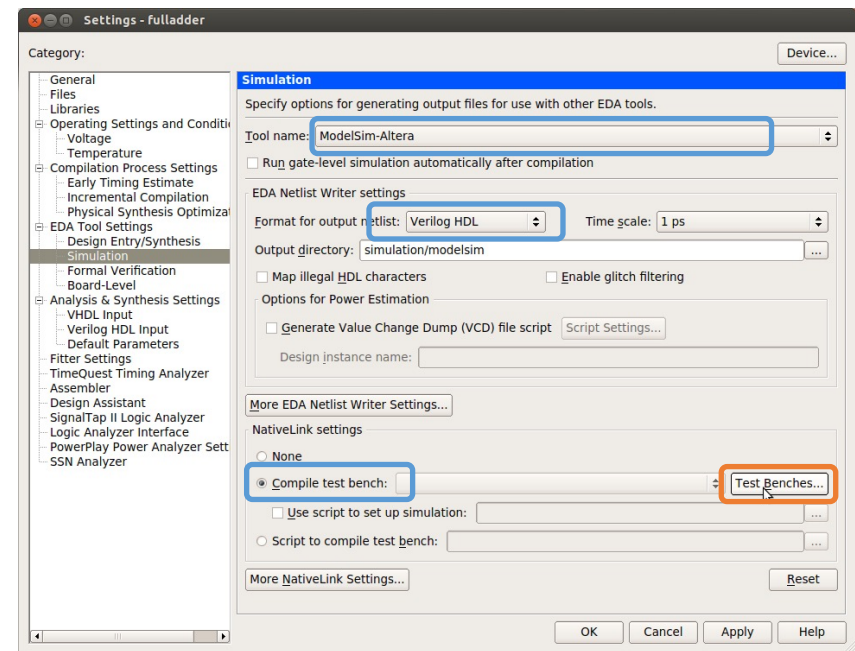 Settings - fulladder
Category:
Device...
General
Files
Libraries
Operating Settings and Conditi
Voltage
Temperature
Compilation Process Settings
Early Timing Estimate
Incremental Compilation
Physical Synthesis Optimizat
EDA Tool Settings
Design Entry/Synthesis
Simulation
Formal Verification
Board-Level
Analysis & Synthesis Settings
VHDL Input
Verilog HDL Input
Default Parameters
Fitter Settings
TimeQuest Timing Analyzer
Assembler
Design Assistant
SignalTap II Logic Analyzer
Logic Analyzer Interface
PowerPlay Power Analyzer Sett
SSN Analyzer
Simulation
Specify options for generating output files for use with other EDA tools.
Tool name: ModelSim-Altera
Run gate-level simulation automatically after compilation
EDA Netlist Writer settings
Format for output netlist: Verilog HDL Time scale: 1 ps
Output directory: simulation/modelsim ...
Map illegal HDL characters Enable glitch filtering
Options for Power Estimation
Generate Value Change Dump (VCD) file script Script Settings...
Design instance name:
More EDA Netlist Writer Settings...
NativeLink settings
None
Compile test bench: Test Benches...
Use script to set up simulation: ...
Script to compile test bench: ...
More NativeLink Settings... Reset
OK Cancel Apply Help